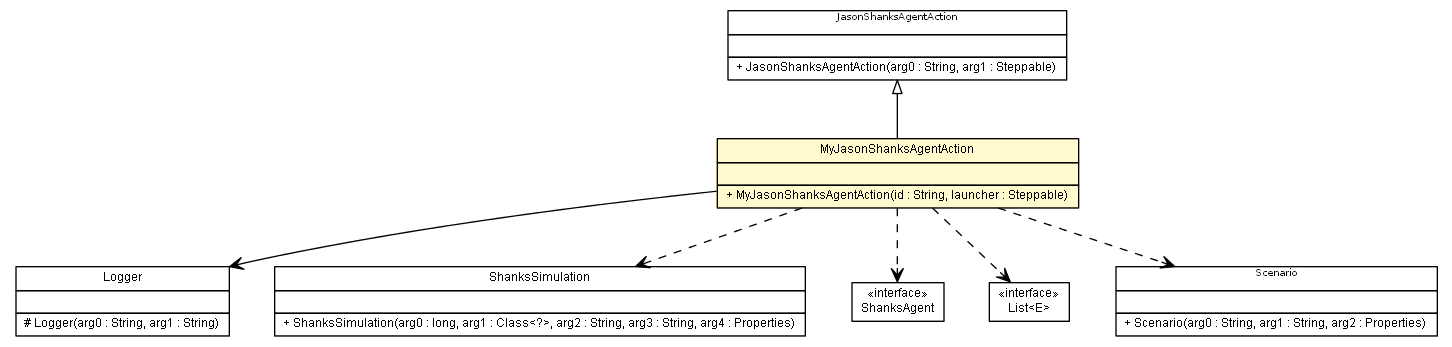 JasonShanksAgentAction
+ JasonShanksAgentAction(arg0 : String, arg1 : Steppable)
MyJasonShanksAgentAction
+ MyJasonShanksAgentAction(id : String, launcher : Steppable)
Logger
# Logger(arg0 : String, arg1 : String)
ShanksSimulation
+ ShanksSimulation(arg0 : long, arg1 : Class<?>, arg2 : String, arg3 : String, arg4 : Properties)
«interface»
ShanksAgent
«interface»
List<E>
Scenario
+ Scenario(arg0 : String, arg1 : String, arg2 : Properties)